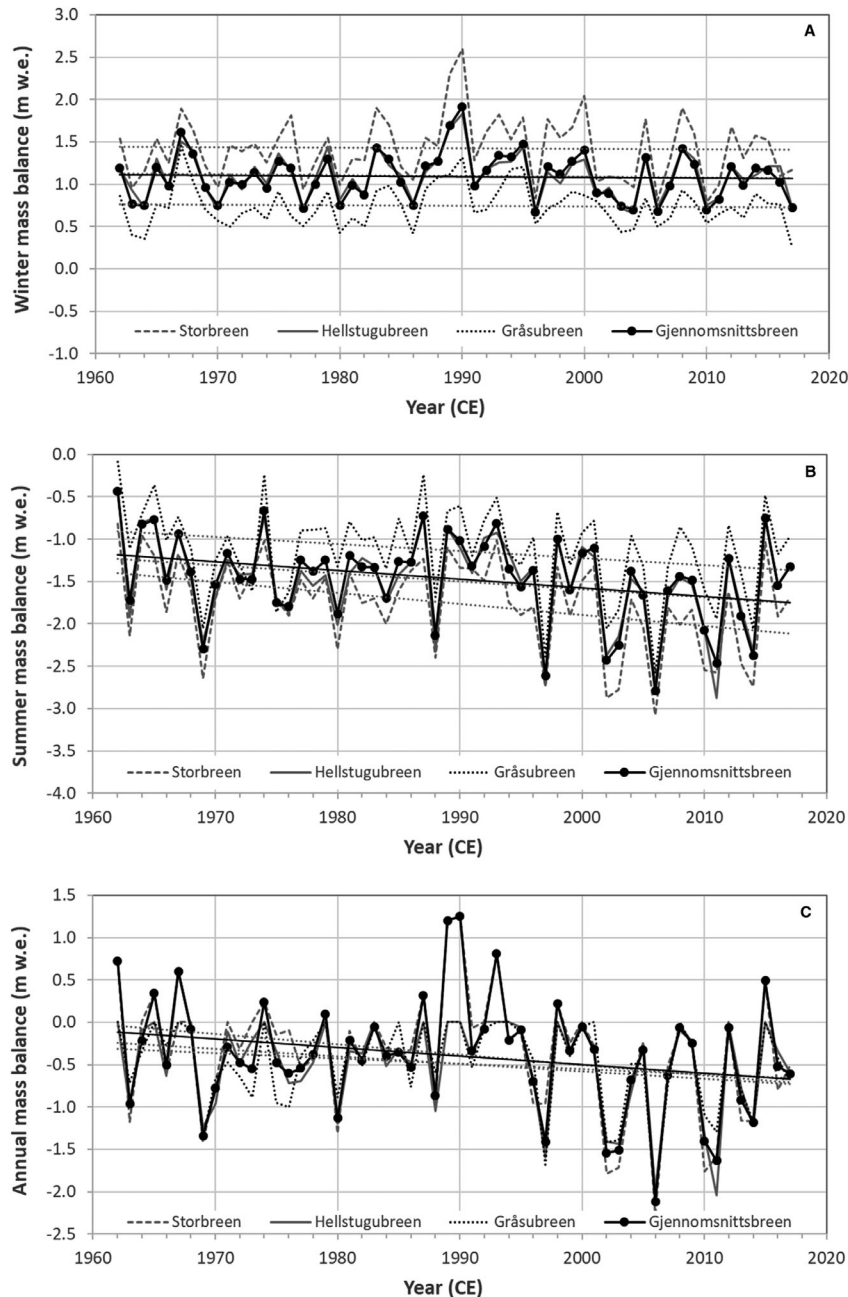 A
Winter mass balance (m w.e.)
3.0
2.5
2.0
1.5
1.0
0.5
0.0
-0.5
-1.0
Storbreen Hellstugubreen Gråsubreen Gjennomsnittsbreen
1960 1970 1980 1990 2000 2010 2020
Year (CE)
B
Summer mass balance (m w.e.)
0.0
-0.5
-1.0
-1.5
-2.0
-2.5
-3.0
-3.5
-4.0
Storbreen Hellstugubreen Gråsubreen Gjennomsnittsbreen
1960 1970 1980 1990 2000 2010 2020
Year (CE)
C
Annual mass balance (m w.e.)
1.5
1.0
0.5
0.0
-0.5
-1.0
-1.5
-2.0
-2.5
Storbreen Hellstugubreen Gråsubreen Gjennomsnittsbreen
1960 1970 1980 1990 2000 2010 2020
Year (CE)